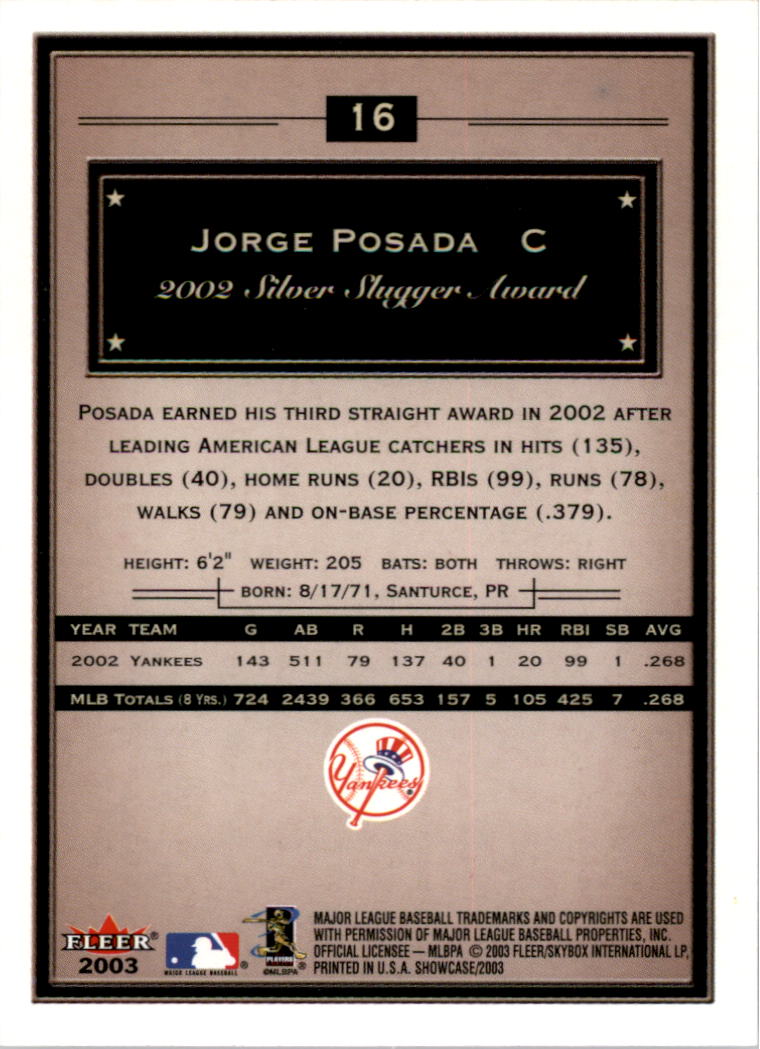 16
JORGE POSADA C
2002 Silver Slugger Award
POSADA EARNED HIS THIRD STRAIGHT AWARD IN 2002 AFTER
LEADING AMERICAN LEAGUE CATCHERS IN HITS (135),
DOUBLES (40), HOME RUNS (20), RBIS (99), RUNS (78),
WALKS (79) AND ON-BASE PERCENTAGE (.379).
HEIGHT: 6'2" WEIGHT: 205 BATS: BOTH THROWS: RIGHT
BORN: 8/17/71, SANTURCE, PR
YEAR TEAM G AB R H 2B 3B HR RBI SB AVG
2002 YANKEES 143 511 79 137 40 1 20 99 1 .268
MLB TOTALS (8 YRS.) 724 2439 366 653 157 5 105 425 7 .268
Yankees
FLEER®
2003
MAJOR LEAGUE BASEBALL ®
PLAYERS
©MLBPA ®
MAJOR LEAGUE BASEBALL TRADEMARKS AND COPYRIGHTS ARE USED
WITH PERMISSION OF MAJOR LEAGUE BASEBALL PROPERTIES, INC.
OFFICIAL LICENSEE — MLBPA © 2003 FLEER/SKYBOX INTERNATIONAL LP,
PRINTED IN U.S.A. SHOWCASE/2003